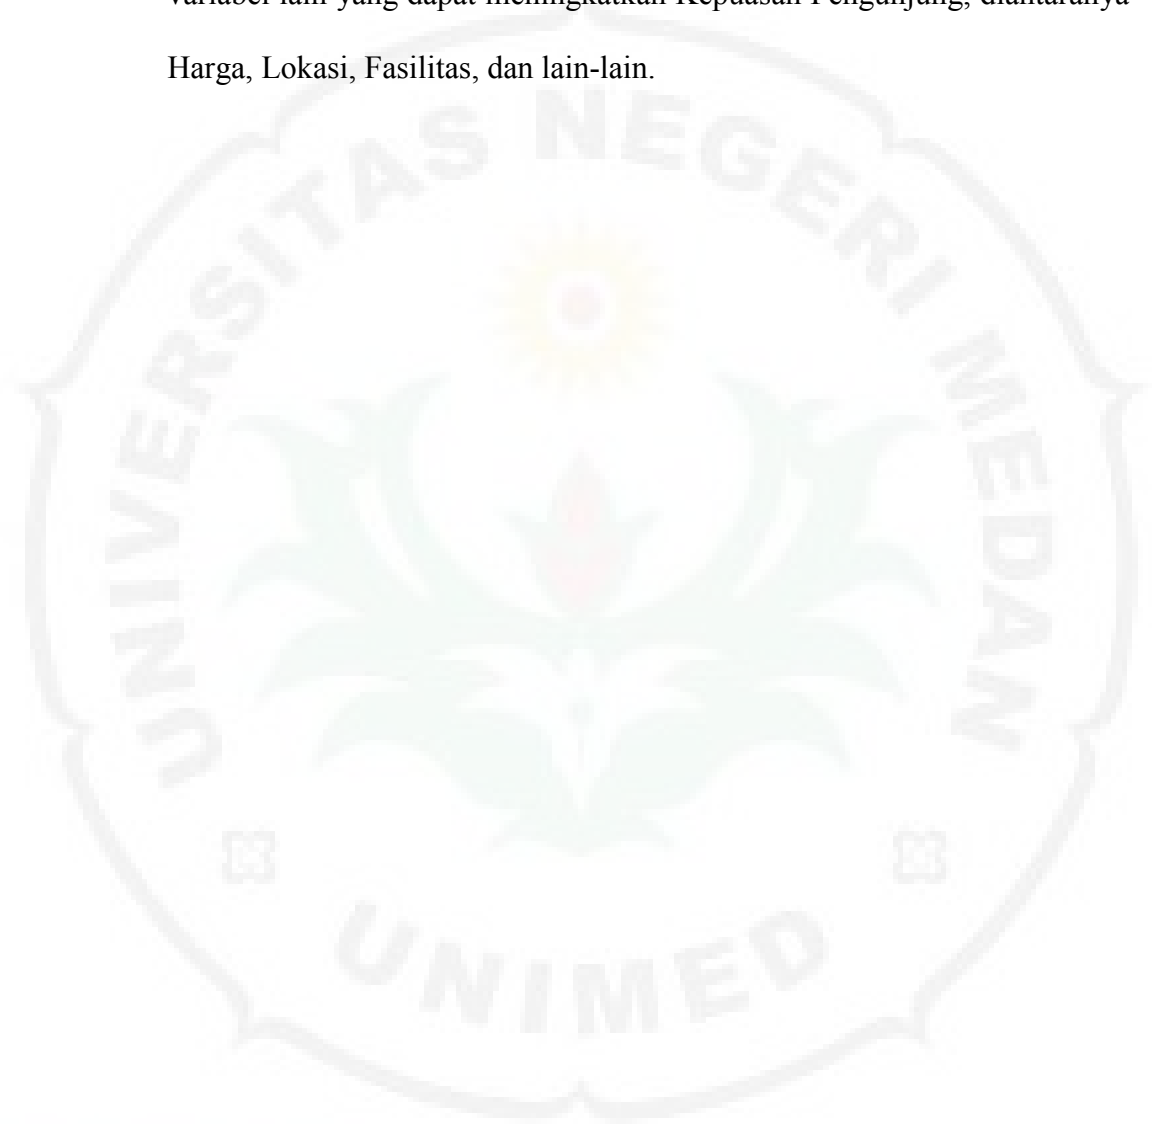 variabel lain yang dapat meningkatkan Kepuasan Pengunjung, diantaranya
Harga, Lokasi, Fasilitas, dan lain-lain.
UNIVERSITAS NEGERI MEDAN
UNIMED